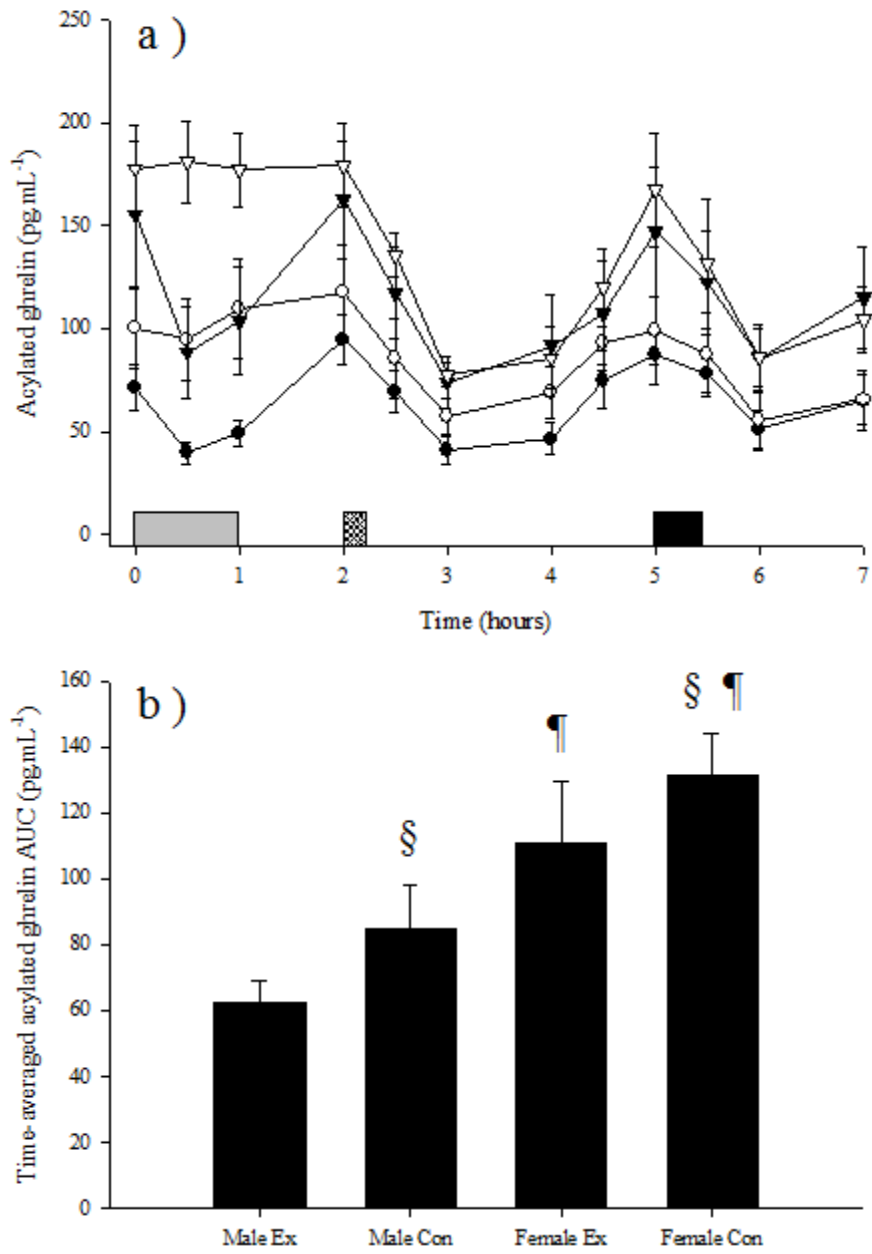 a )
250
200
150
100
50
0
Acylated ghrelin (pg.mL-1)
0 1 2 3 4 5 6 7
Time (hours)
b )
160
140
120
100
80
60
40
20
0
Time-averaged acylated ghrelin AUC (pg.mL-1)
§
¶
§ ¶
Male Ex Male Con Female Ex Female Con